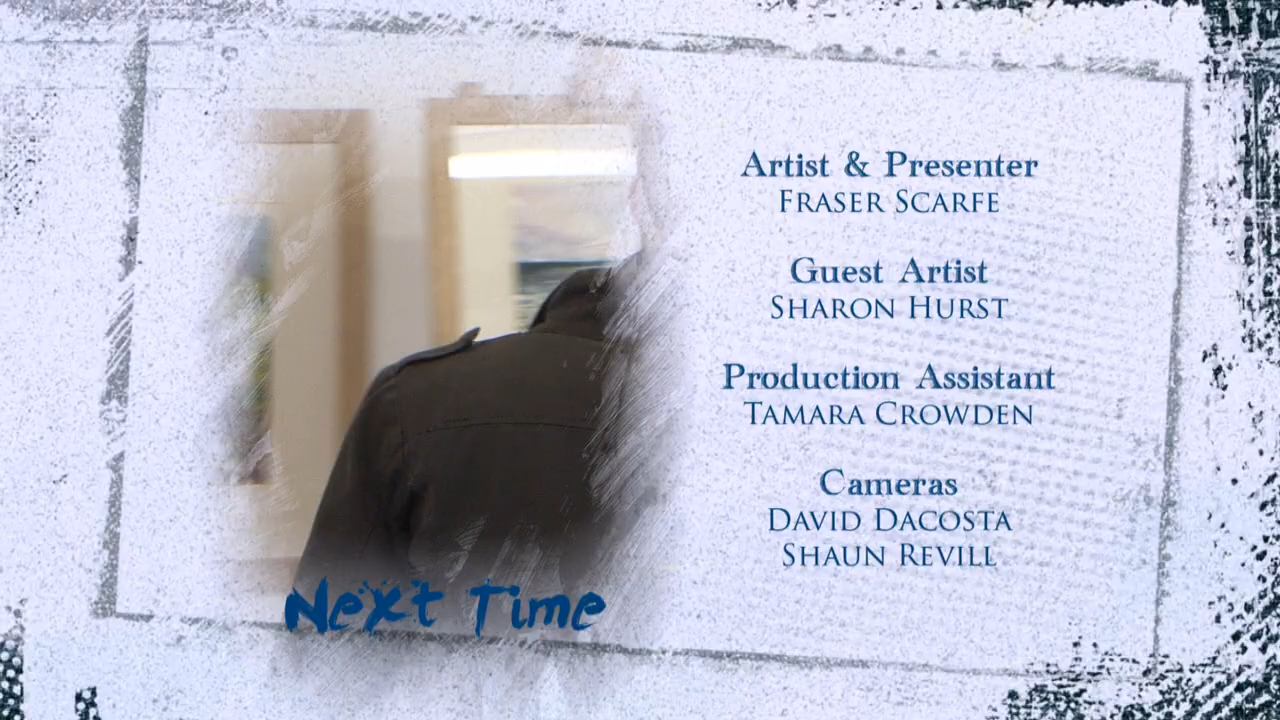 Artist & Presenter
FRASER SCARFE
Guest Artist
SHARON HURST
Production Assistant
TAMARA CROWDEN
Cameras
DAVID DACOSTA
SHAUN REVILL
Next Time